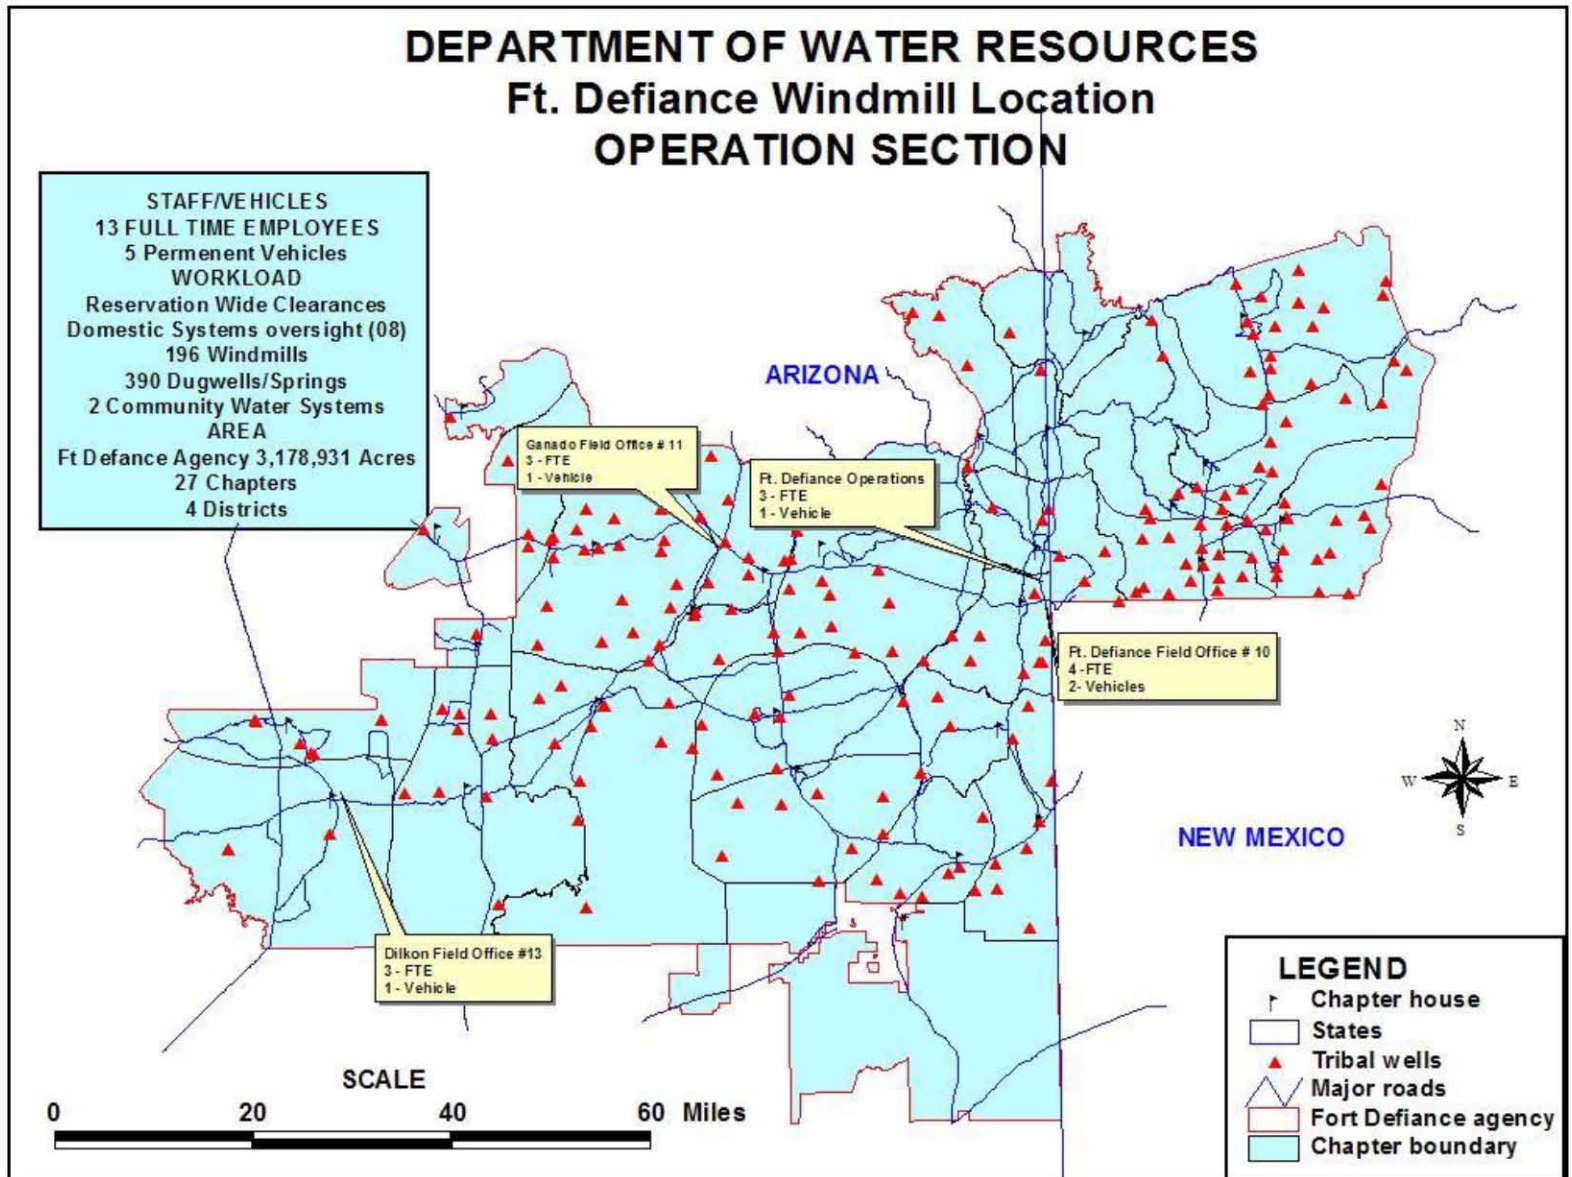 DEPARTMENT OF WATER RESOURCES
Ft. Defiance Windmill Location
OPERATION SECTION
STAFF/VEHICLES
13 FULL TIME EMPLOYEES
5 Permenent Vehicles
WORKLOAD
Reservation Wide Clearances
Domestic Systems oversight (08)
196 Windmills
390 Dugwells/Springs
2 Community Water Systems
AREA
Ft Defance Agency 3,178,931 Acres
27 Chapters
4 Districts
ARIZONA
Ganado Field Office # 11
3 - FTE
1 - Vehicle
Ft. Defiance Operations
3 - FTE
1 - Vehicle
Ft. Defiance Field Office # 10
4 -FTE
2- Vehicles
N
W E
S
NEW MEXICO
Dilkon Field Office #13
3 - FTE
1 - Vehicle
SCALE
0 20 40 60 Miles
LEGEND
Chapter house
States
Tribal wells
Major roads
Fort Defiance agency
Chapter boundary